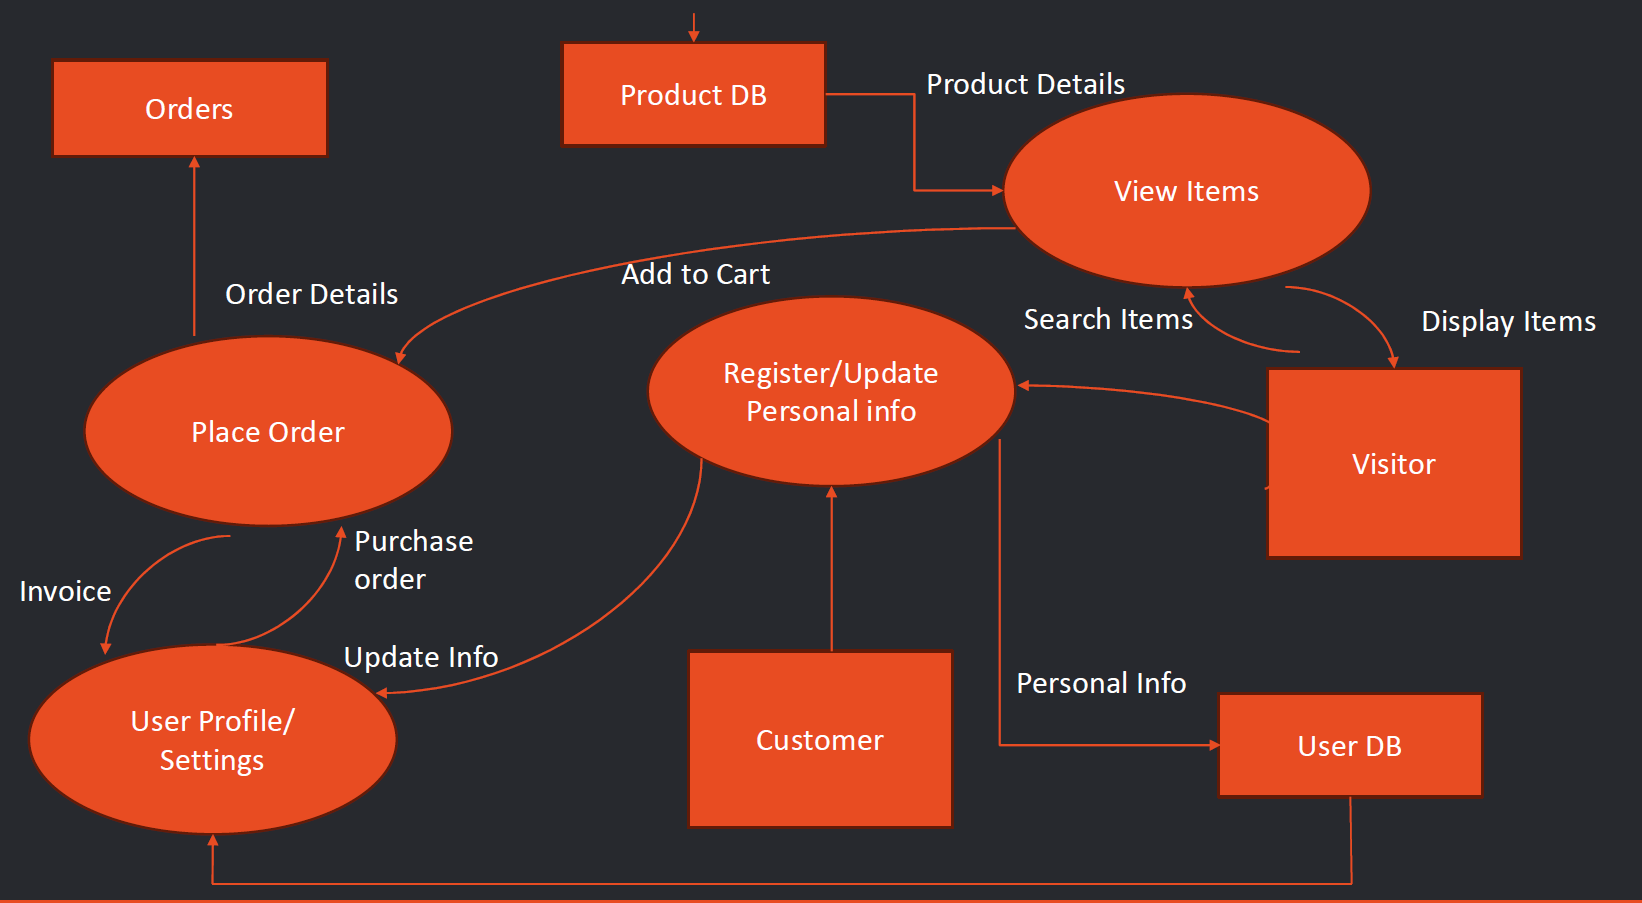 Product Details
Product DB
Orders
View Items
Add to Cart
Order Details
Search Items
Display Items
Register/Update
Personal info
Place Order
Visitor
Purchase
order
Invoice
Update Info
Personal Info
User Profile/
Settings
Customer
User DB